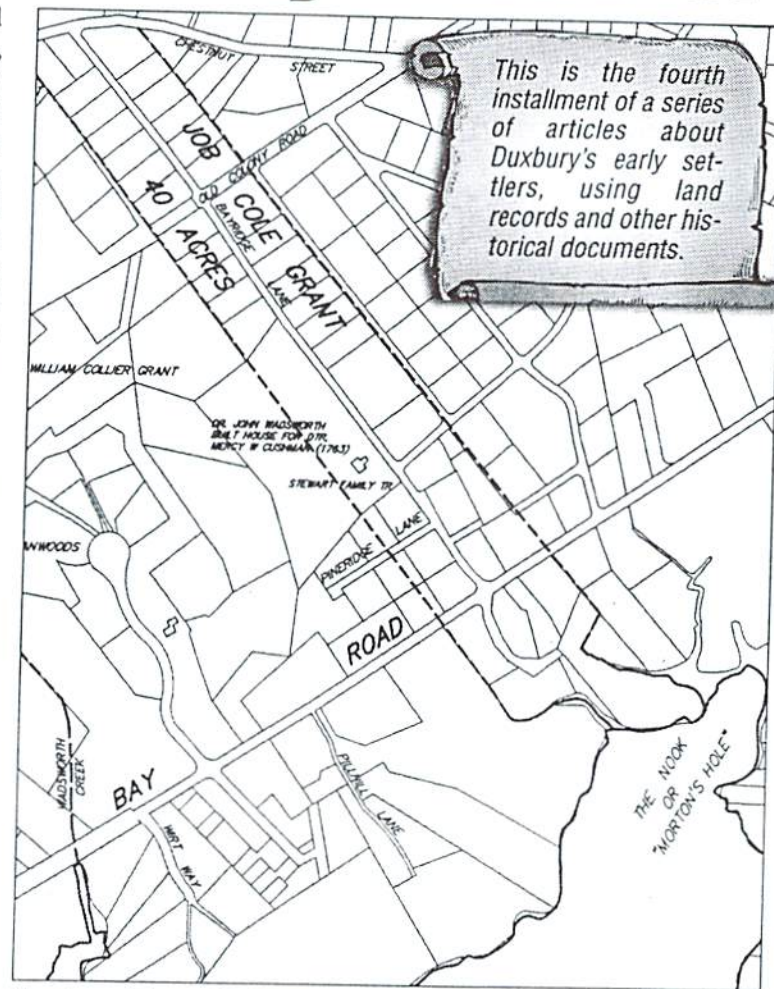 CHESTNUT STREET
This is the fourth
installment of a series
of articles about
Duxbury's early set-
tlers, using land
records and other his-
torical documents.
JOB COLE GRANT
40 ACRES
OLD COLONY ROAD
BAYRIDGE LANE
WILLIAM COLLIER GRANT
DR. JOHN WADSWORTH
BUILT HOUSE FOR DTR.
MERCY W CUSHMAN (1763)
STEWART FAMILY TR.
PINERIDGE LANE
ANWOODS
BAY ROAD
WADSWORTH
CREEK
PILLHILL LANE
WIRT WAY
THE NOOK
OR
"MORTON'S HOLE"